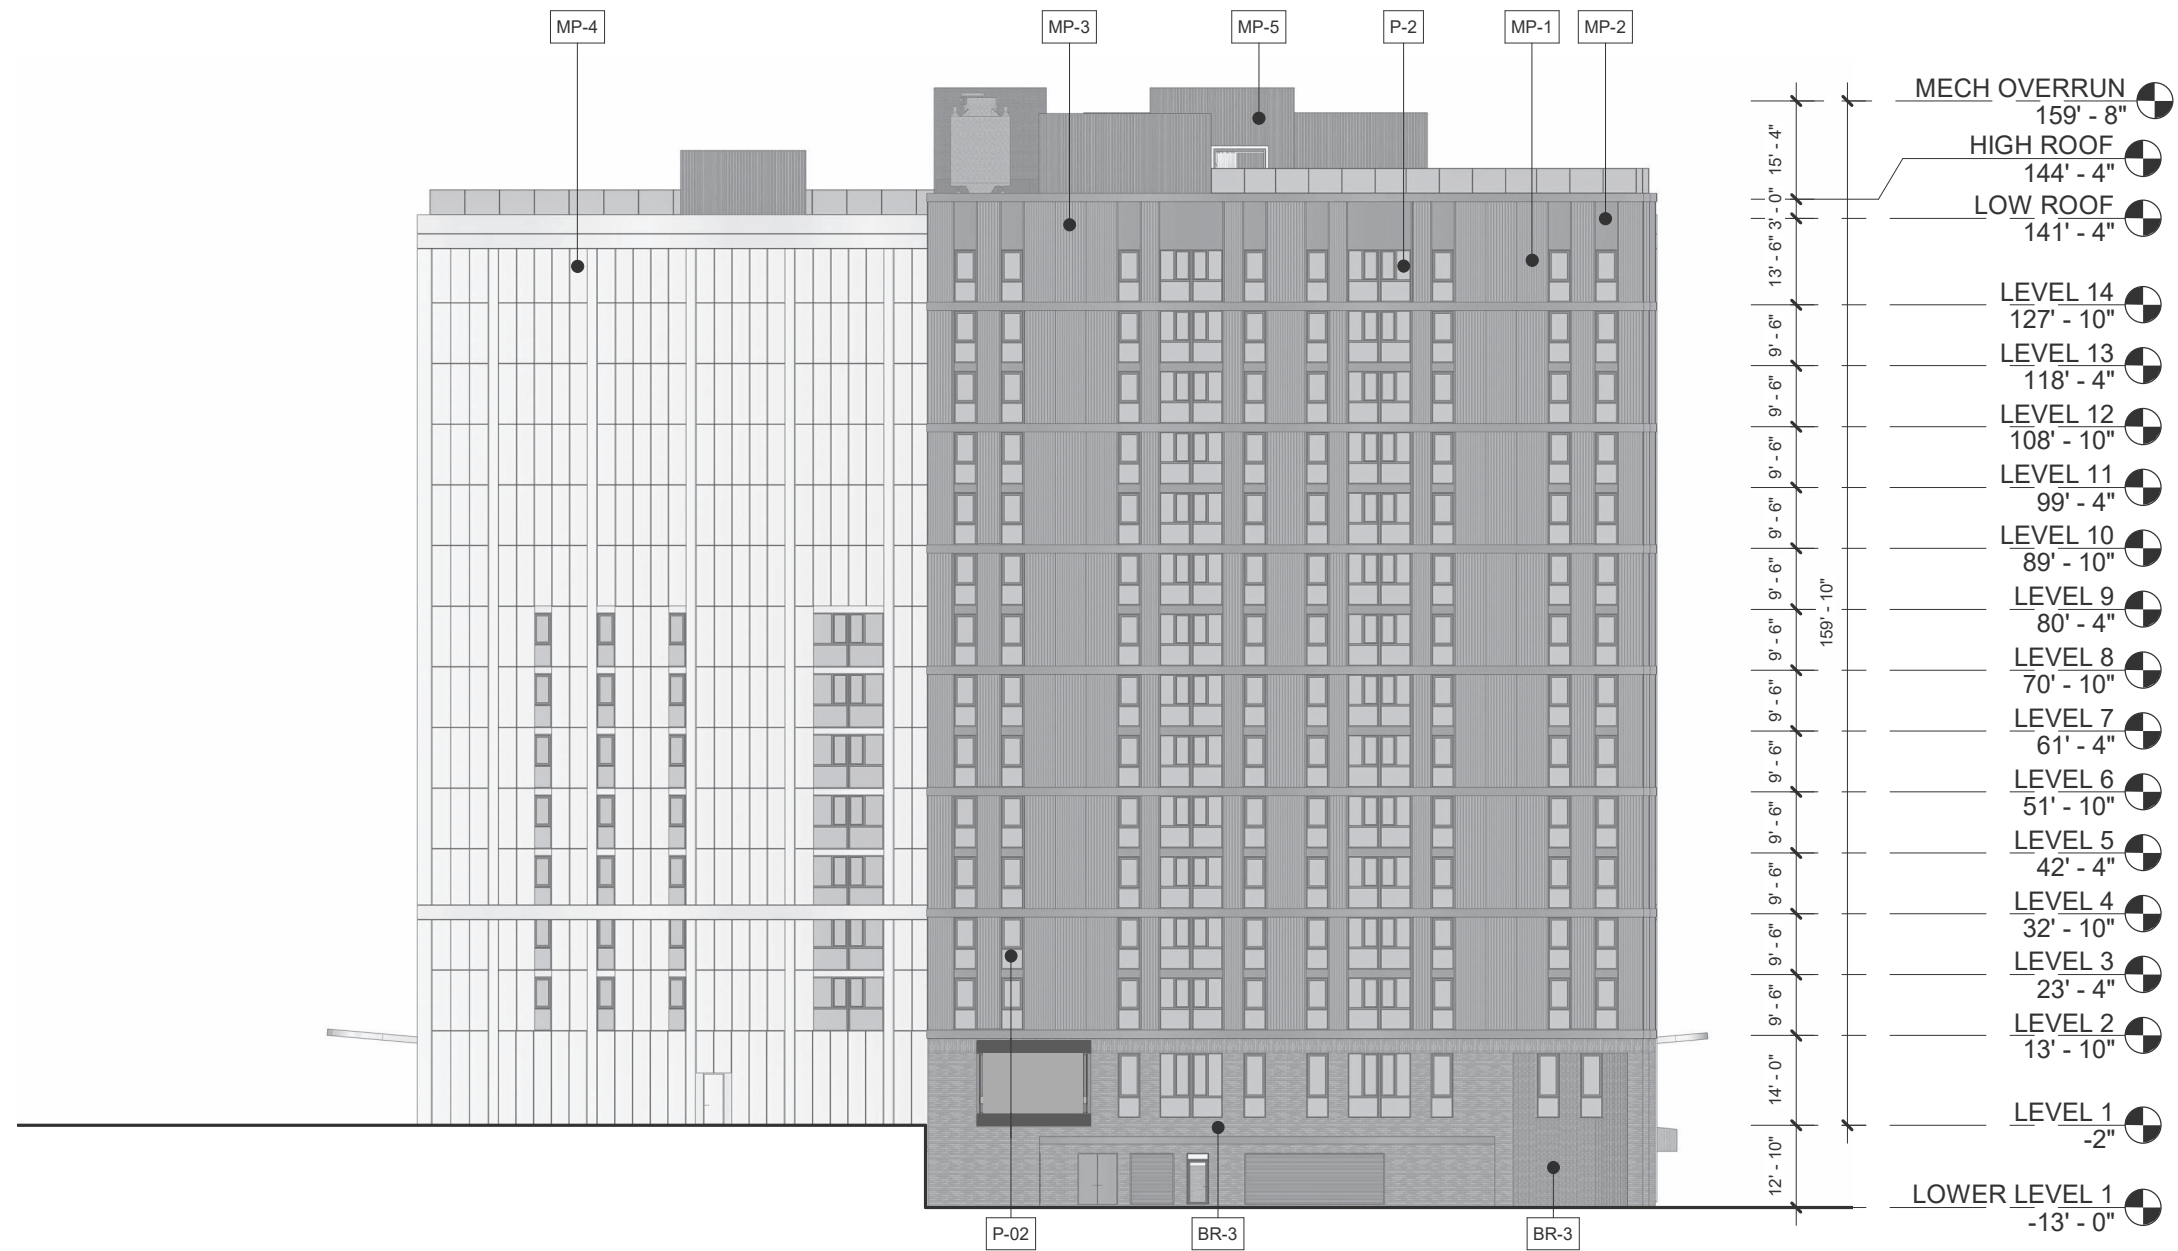 MP-4
MP-3
MP-5
P-2
MP-1
MP-2
MECH OVERRUN
159' - 8"
HIGH ROOF
144' - 4"
LOW ROOF
141' - 4"
LEVEL 14
127' - 10"
LEVEL 13
118' - 4"
LEVEL 12
108' - 10"
LEVEL 11
99' - 4"
LEVEL 10
89' - 10"
LEVEL 9
80' - 4"
LEVEL 8
70' - 10"
LEVEL 7
61' - 4"
LEVEL 6
51' - 10"
LEVEL 5
42' - 4"
LEVEL 4
32' - 10"
LEVEL 3
23' - 4"
LEVEL 2
13' - 10"
LEVEL 1
-2"
LOWER LEVEL 1
-13' - 0"
15' - 4"
3' - 0"
13' - 6"
9' - 6"
9' - 6"
9' - 6"
9' - 6"
9' - 6"
9' - 6"
9' - 6"
9' - 6"
9' - 6"
9' - 6"
9' - 6"
9' - 6"
14' - 0"
12' - 10"
159' - 10"
P-02
BR-3
BR-3